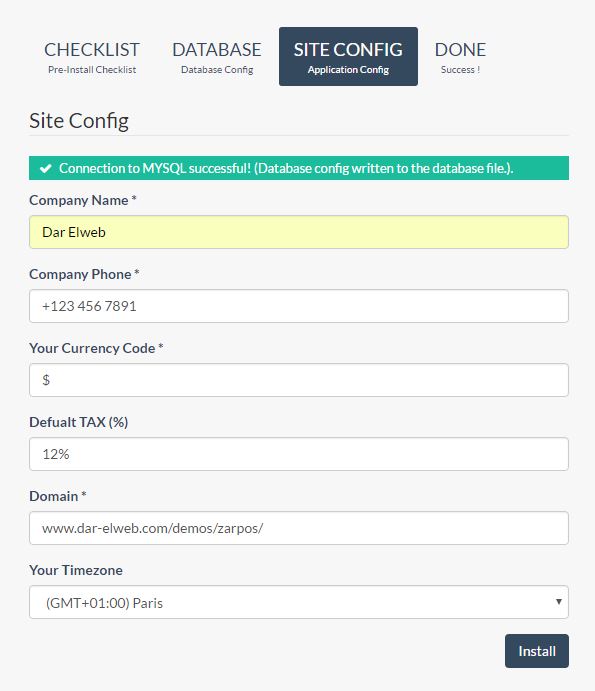 CHECKLIST DATABASE SITE CONFIG DONE
Pre-Install Checklist Database Config Application Config Success !
Site Config
Connection to MYSQL successful! (Database config written to the database file.).
Company Name *
Dar Elweb
Company Phone *
+123 456 7891
Your Currency Code *
$
Defualt TAX (%)
12%
Domain *
www.dar-elweb.com/demos/zarpos/
Your Timezone
(GMT+01:00) Paris
Install